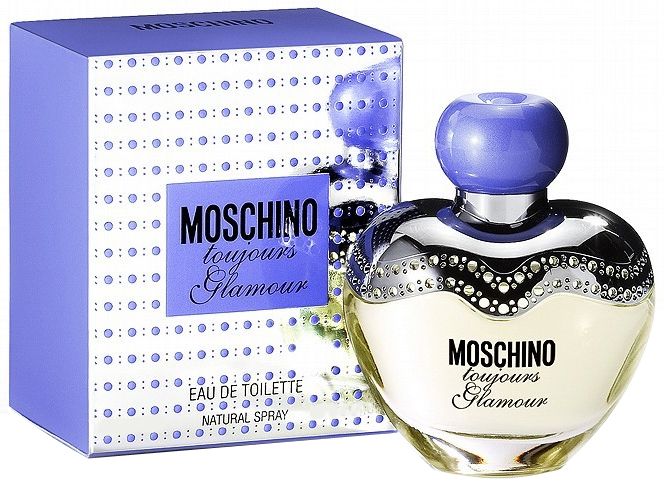 MOSCHINO
MOSCHINO
toujours
Glamour
EAU DE TOILETTE
NATURAL SPRAY
MOSCHINO
toujours
Glamour